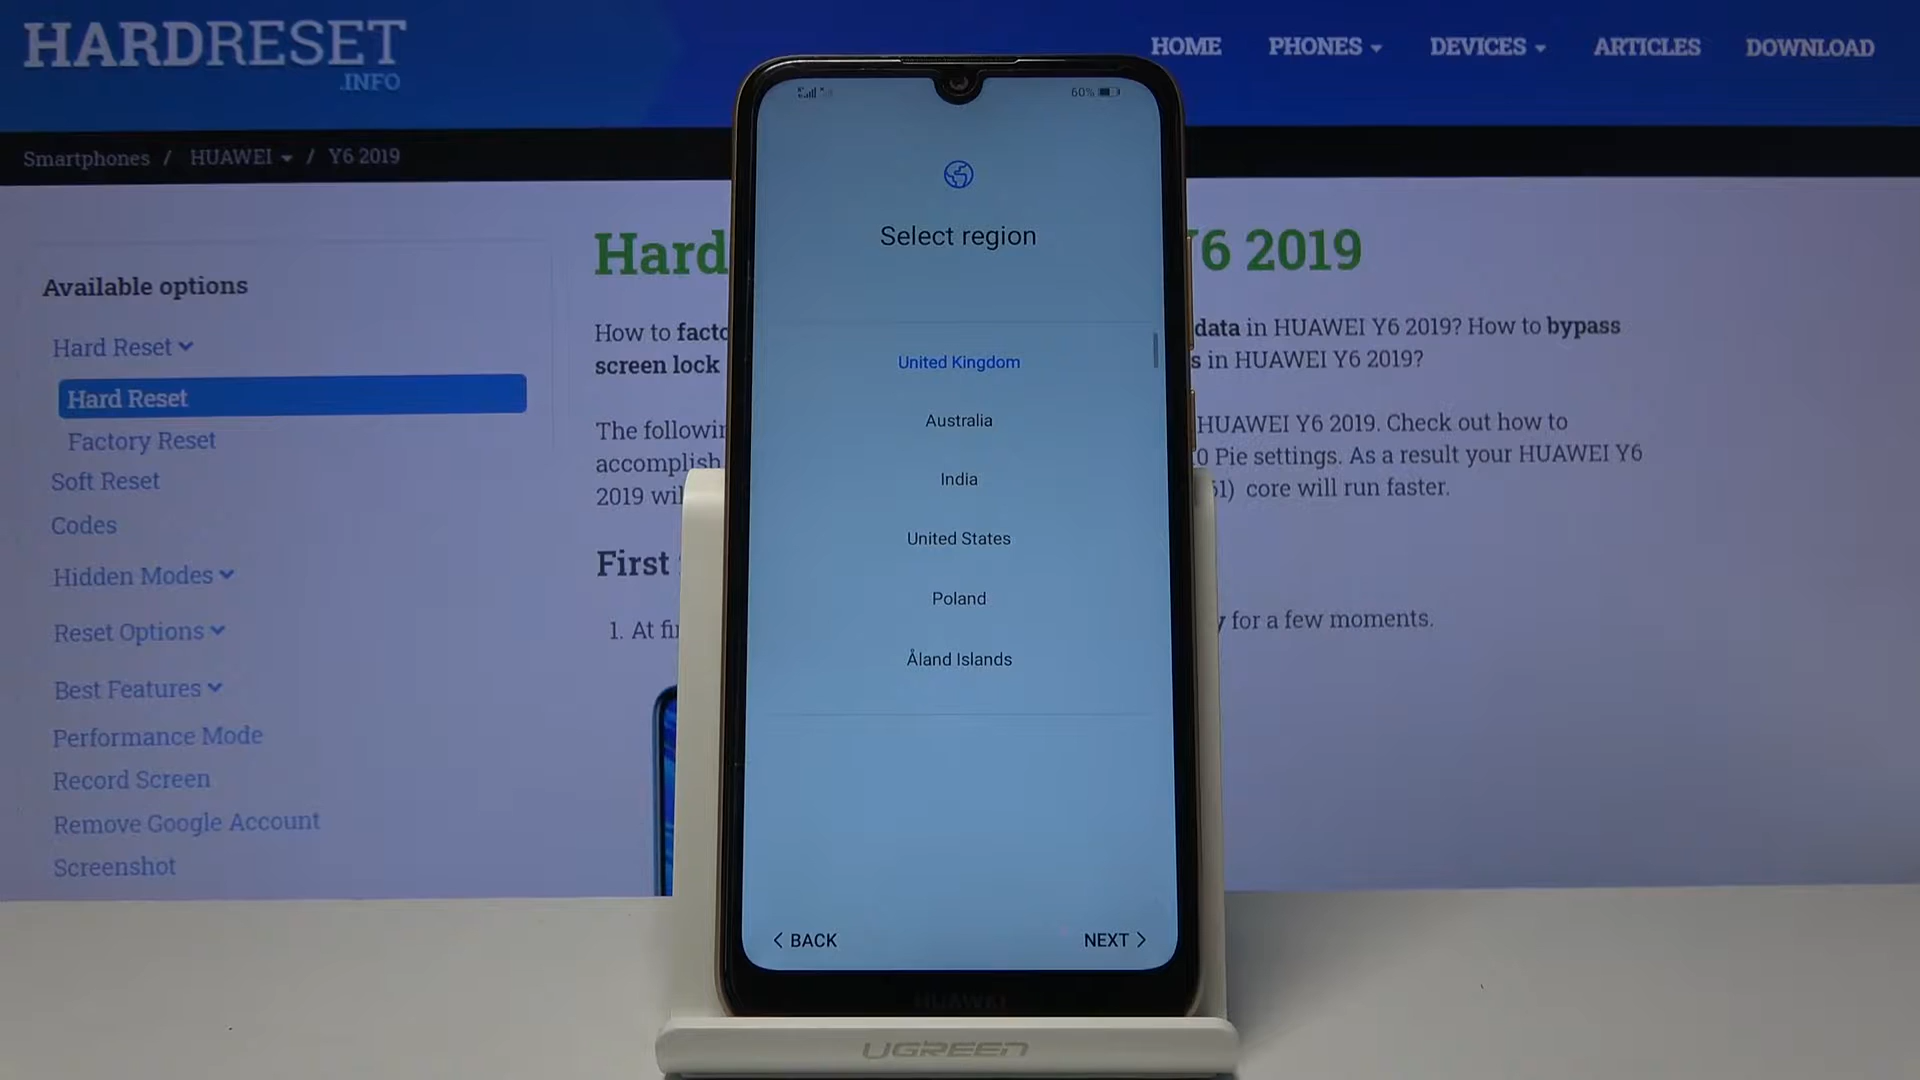 HARDRESET
.INFO
HOME PHONES DEVICES ARTICLES DOWNLOAD
Smartphones / HUAWEI / Y6 2019
Available options
Hard Reset
Hard Reset
Factory Reset
Soft Reset
Codes
Hidden Modes
Reset Options
Best Features
Performance Mode
Record Screen
Remove Google Account
Screenshot
Hard Y6 2019
How to data in HUAWEI Y6 2019? How to bypass
screen lock in HUAWEI Y6 2019?
The HUAWEI Y6 2019. Check out how to
accomplish Pie settings. As a result your HUAWEI Y6
2019 core will run faster.
First
1. At for a few moments.
60%
Select region
United Kingdom
Australia
India
United States
Poland
Åland Islands
< BACK
NEXT >
HUAWEI
UGREEN